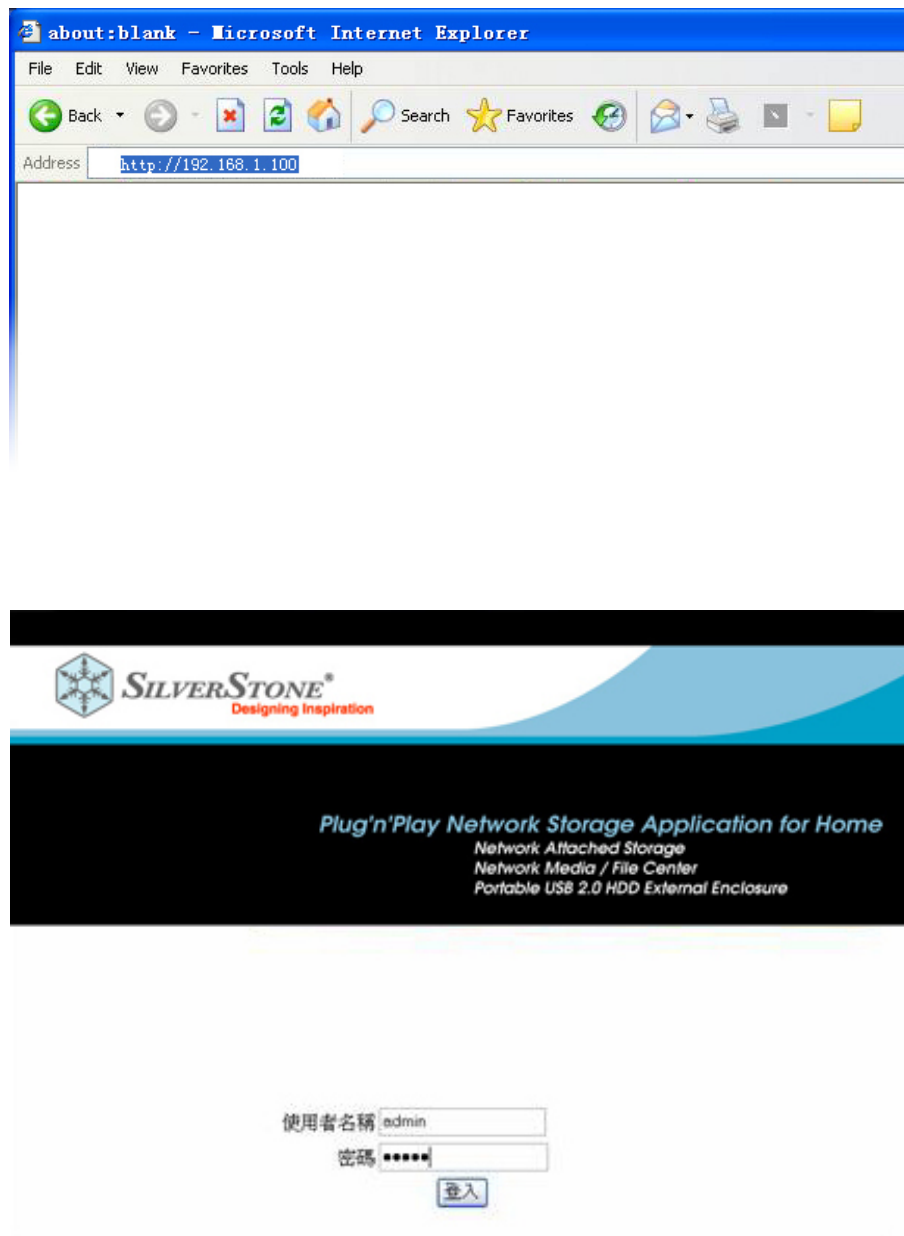 about:blank - Microsoft Internet Explorer
File Edit View Favorites Tools Help
Back Search Favorites
Address http://192.168.1.100
SILVERSTONE®
Designing Inspiration
Plug'n'Play Network Storage Application for Home
Network Attached Storage
Network Media / File Center
Portable USB 2.0 HDD External Enclosure
使用者名稱 admin
密碼 •••••
登入